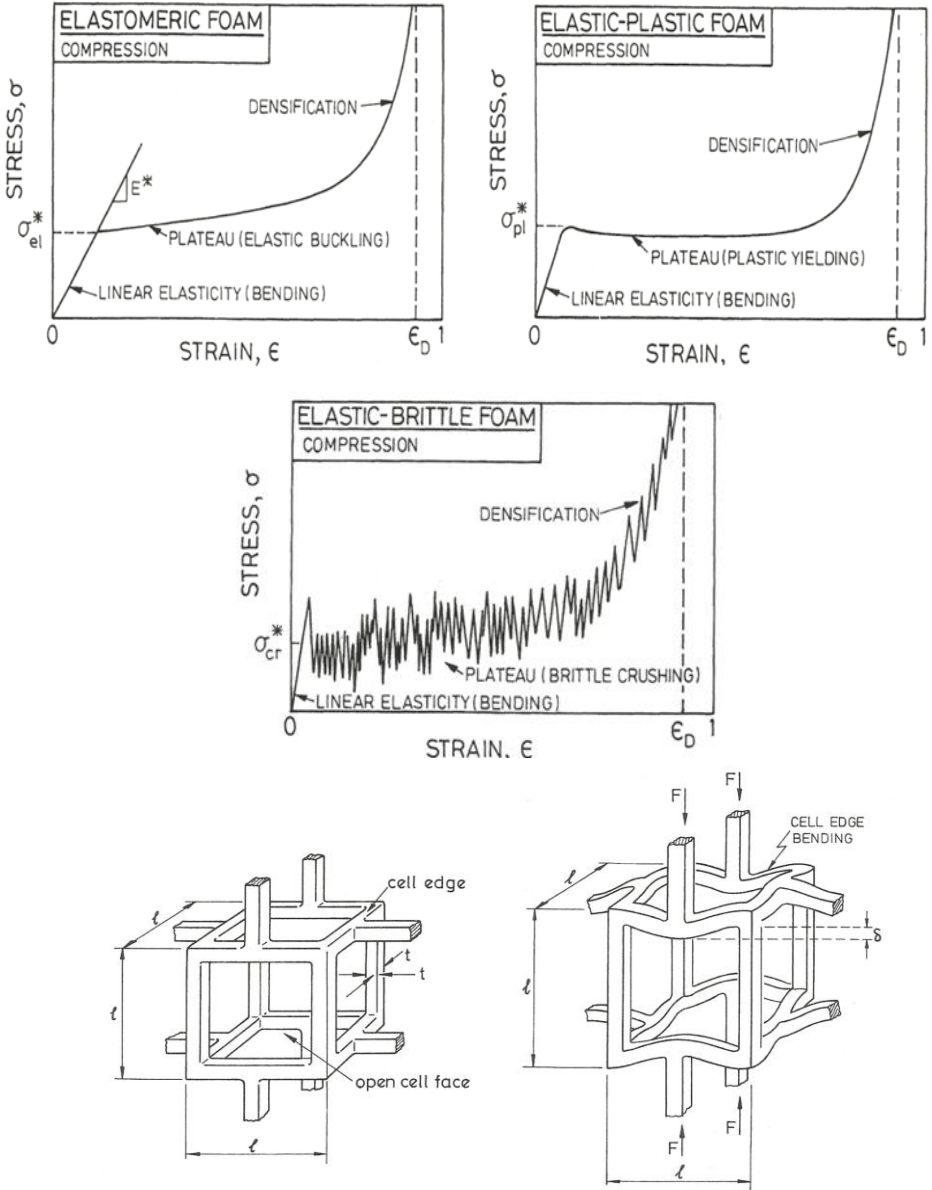 ELASTOMERIC FOAM
COMPRESSION
STRESS, σ
DENSIFICATION
E*
σ*el
PLATEAU (ELASTIC BUCKLING)
LINEAR ELASTICITY (BENDING)
0
ϵD
1
STRAIN, ϵ
ELASTIC-PLASTIC FOAM
COMPRESSION
STRESS, σ
DENSIFICATION
σ*pl
PLATEAU (PLASTIC YIELDING)
LINEAR ELASTICITY (BENDING)
0
ϵD
1
STRAIN, ϵ
ELASTIC-BRITTLE FOAM
COMPRESSION
STRESS, σ
DENSIFICATION
σ*cr
PLATEAU (BRITTLE CRUSHING)
LINEAR ELASTICITY (BENDING)
0
ϵD
1
STRAIN, ϵ
cell edge
ℓ
t
t
ℓ
open cell face
ℓ
F
F
CELL EDGE
BENDING
ℓ
δ
ℓ
F
F
ℓ